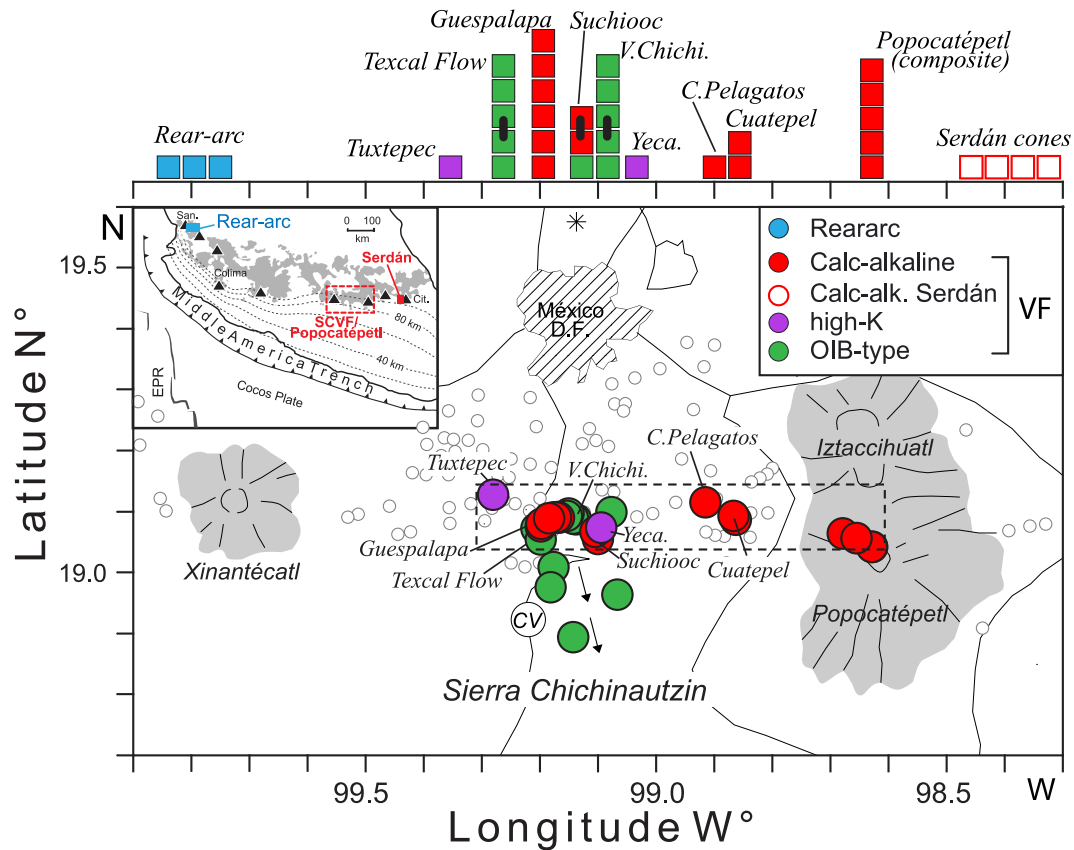 Guespalapa
Suchiooc
Texcal Flow
V.Chichi.
Popocatépetl
(composite)
C.Pelagatos
Cuatepel
Rear-arc
Tuxtepec
Yeca.
Serdán cones
N
San.
Rear-arc
0 100
km
Colima
Serdán
Cit.
SCVF/
Popocatépetl
80 km
40 km
Middle America Trench
EPR
Cocos Plate
México
D.F.
Reararc
Calc-alkaline
Calc-alk. Serdán
high-K
OIB-type
VF
19.5
19.0
Latitude N°
Iztaccihuatl
C.Pelagatos
Tuxtepec
V.Chichi.
Guespalapa
Yeca.
Texcal Flow
Suchiooc
Cuatepel
Xinantécatl
CV
Popocatépetl
Sierra Chichinautzin
99.5
99.0
98.5
W
Longitude W°